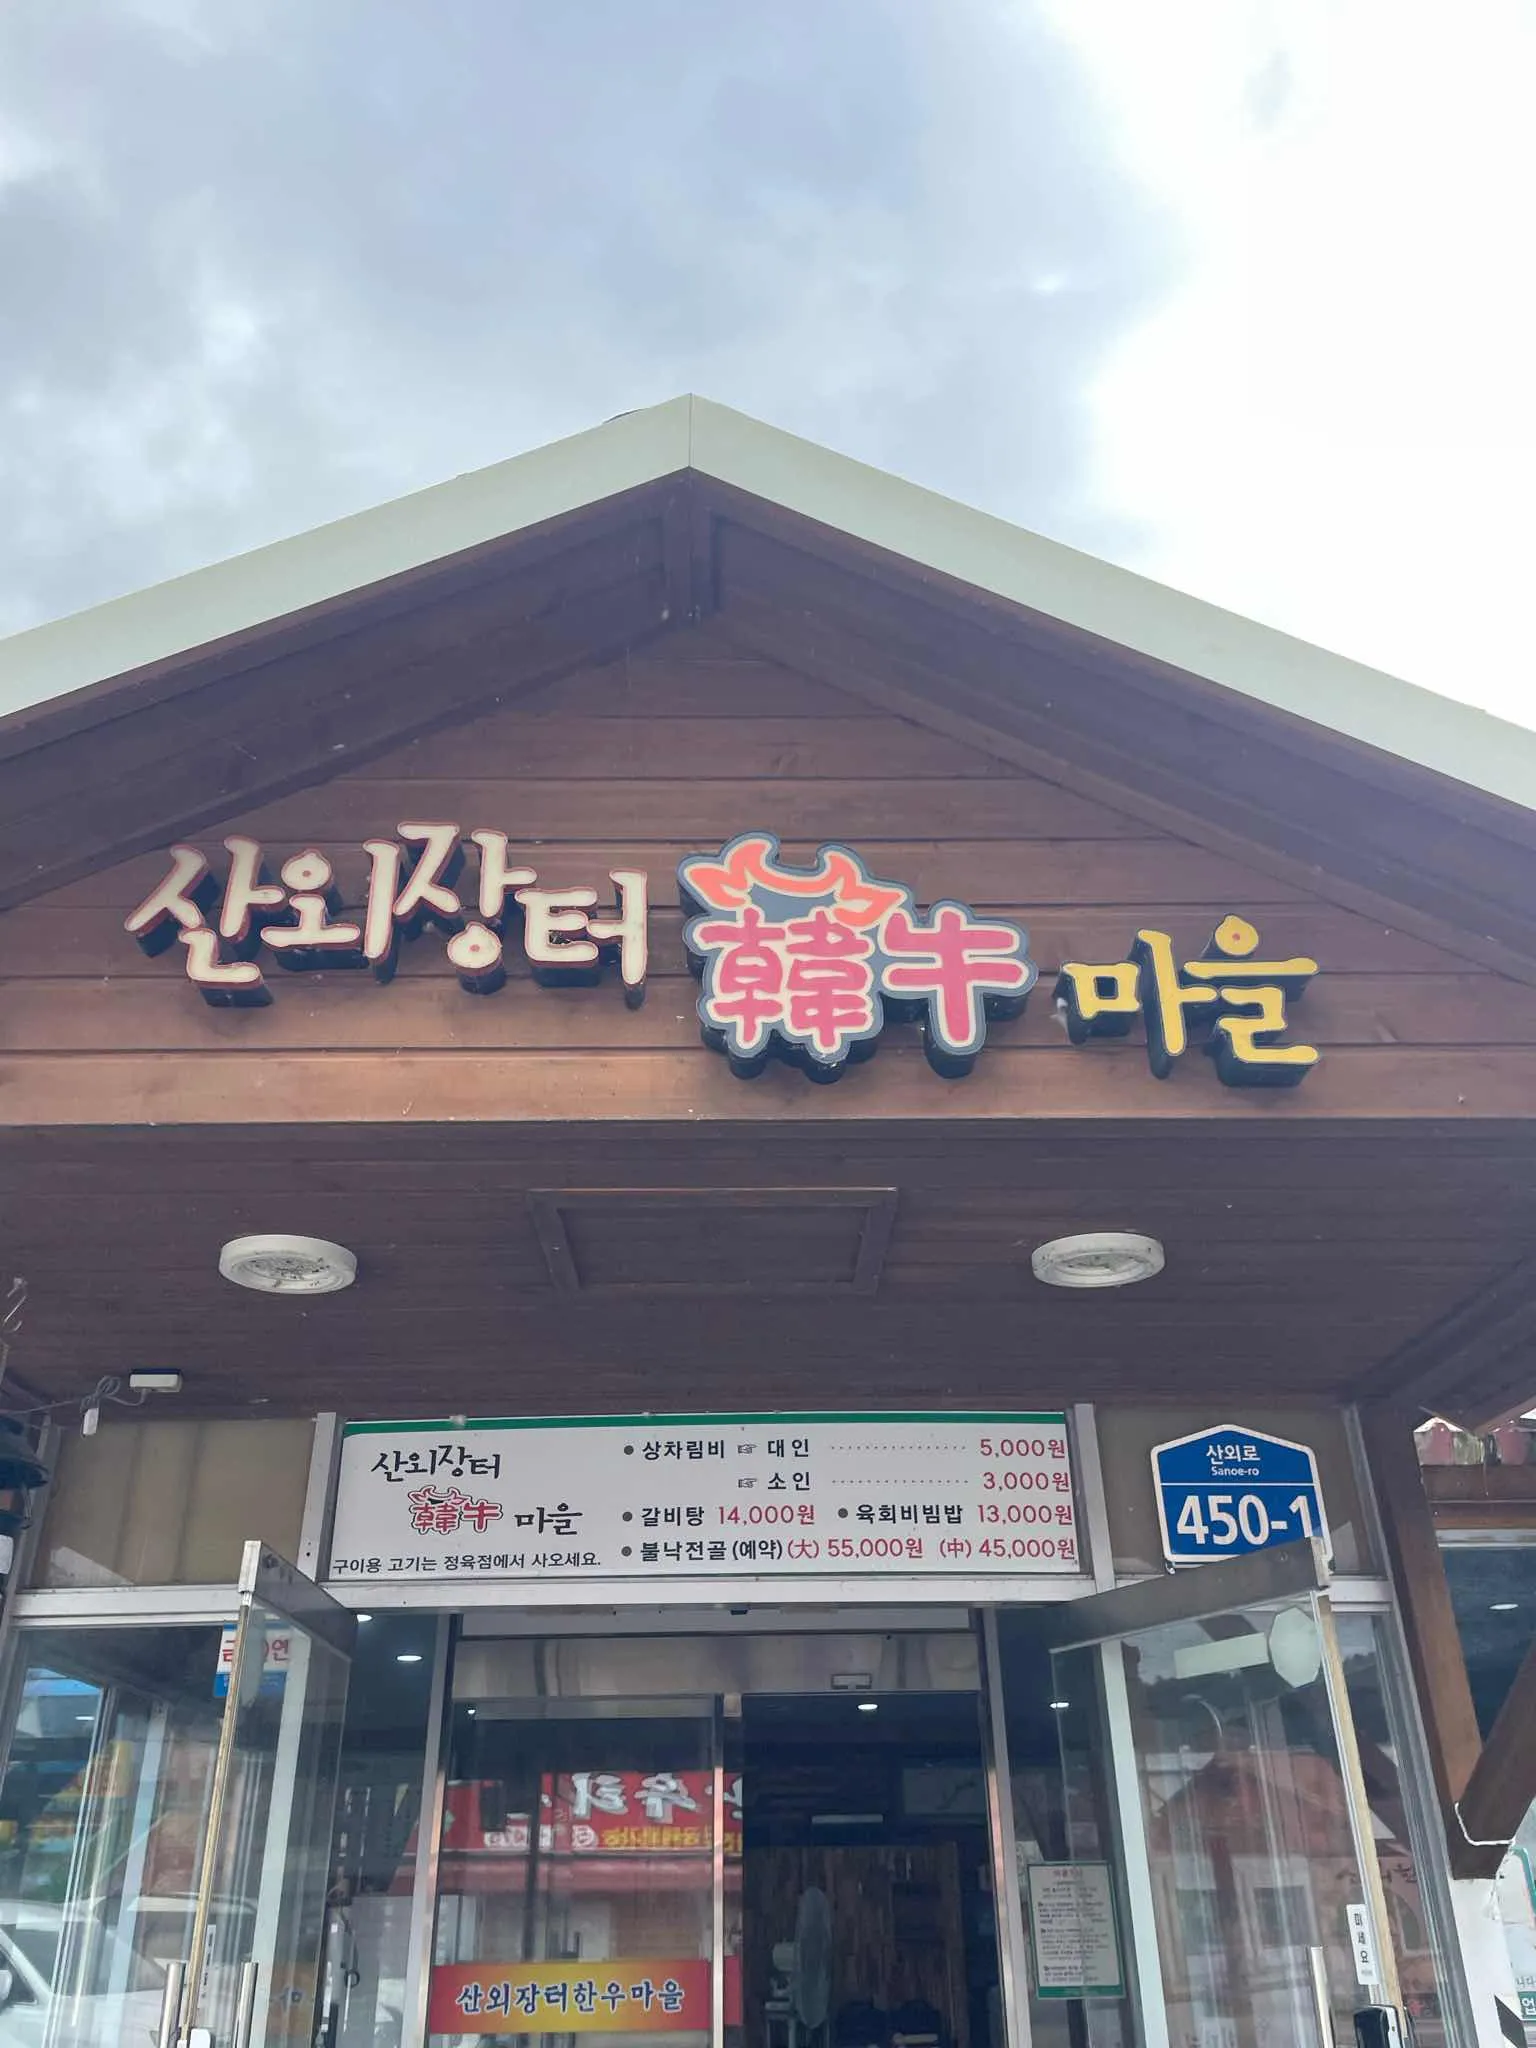 산외장터 韓牛 마을
산외장터
韓牛 마을
구이용 고기는 정육점에서 사오세요.
● 상차림비 ☞ 대인 ················ 5,000원
☞ 소인 ················ 3,000원
● 갈비탕 14,000원 ● 육회비빔밥 13,000원
● 불낙전골 (예약) (大) 55,000원 (中) 45,000원
산외로
Sanoe-ro
450-1
산외장터한우마을
미세요